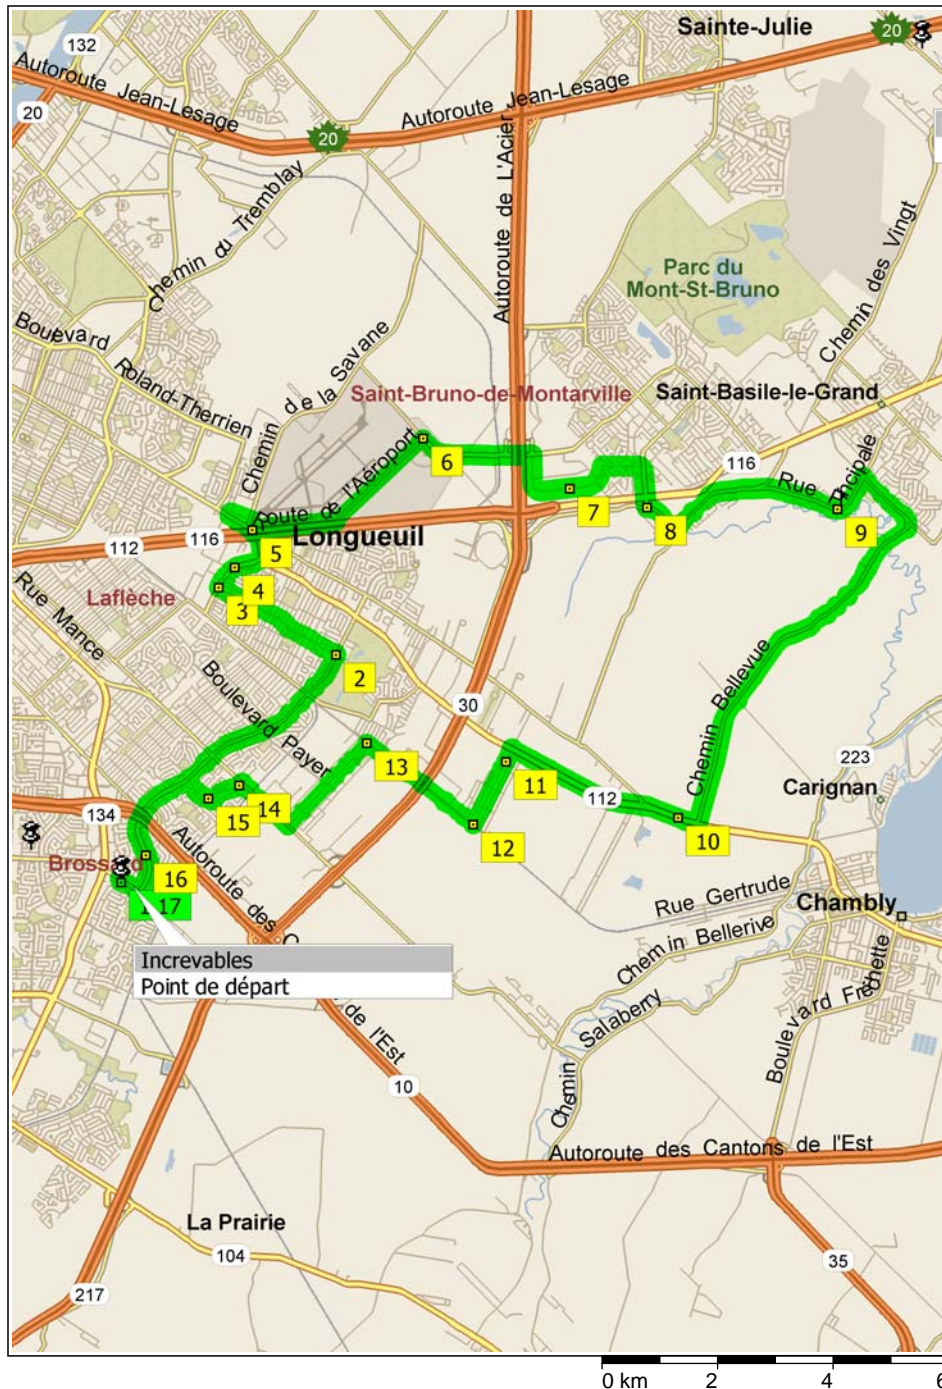 Sainte-Julie
20
132
Autoroute Jean-Lesage
Autoroute Jean-Lesage
20
20
Autoroute de L'Acier
Chemin du Tremblay
Parc du
Mont-St-Bruno
Chemin des Vingt
Boulevard
Roland-Therrien
Chemin de la Savane
Saint-Bruno-de-Montarville
Saint-Basile-le-Grand
Route de l'Aéroport
6
116
Rue Principale
7
8
9
116
112
5
Longueuil
4
3
Laflèche
Rue Mance
2
Boulevard Payer
30
Chemin Bellevue
13
11
223
Carignan
112
14
15
12
10
134
Autoroute des C
de l'Est
Brossard
16
1 17
Rue Gertrude
Chambly
Chemin Bellerive
Increvables
Point de départ
Chemin Salaberry
Boulevard Frechette
10
Autoroute des Cantons de l'Est
La Prairie
104
35
217
0 km 2 4 6